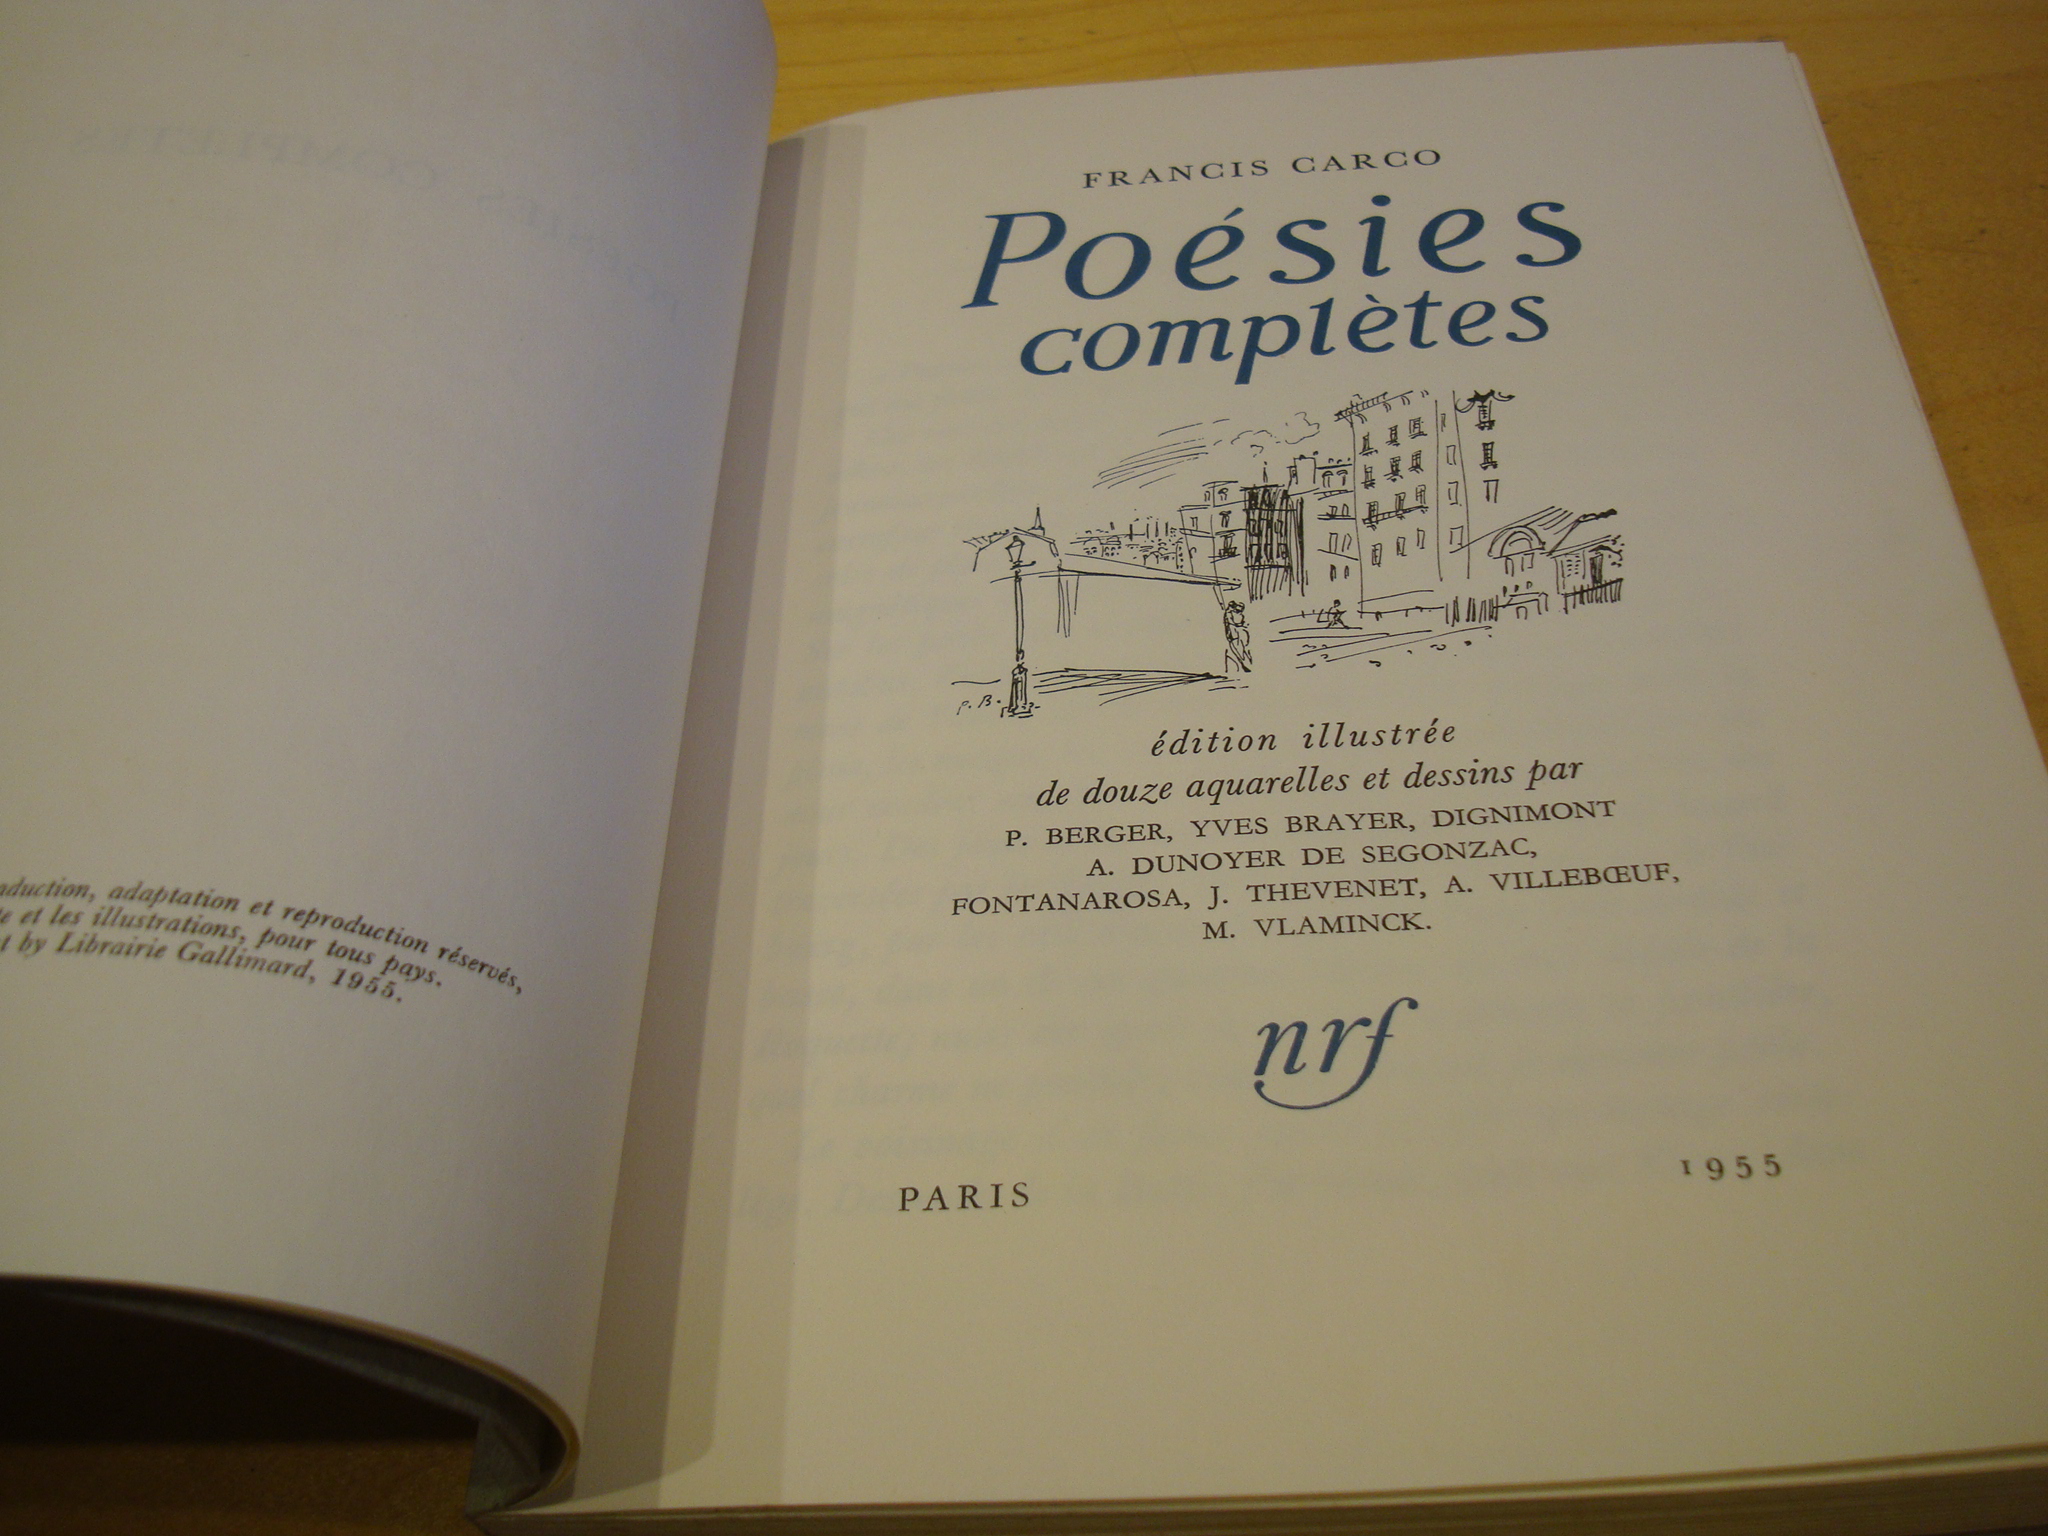 adaptation et reproduction réservés,
et les illustrations, pour tous pays.
by Librairie Gallimard, 1955.
FRANCIS CARCO
Poésies
complètes
P. B.
édition illustrée
de douze aquarelles et dessins par
P. BERGER, YVES BRAYER, DIGNIMONT
A. DUNOYER DE SEGONZAC,
FONTANAROSA, J. THEVENET, A. VILLEBŒUF,
M. VLAMINCK.
nrf
PARIS 1955